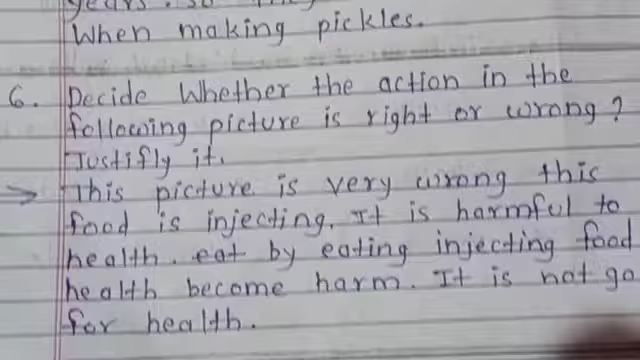 When making pickles.
6. Decide Whether the action in the
following picture is right or wrong?
Justifly it.
→ This picture is very wrong this
food is injecting. It is harmful to
health. eat by eating injecting food
health become harm. It is not go
for health.